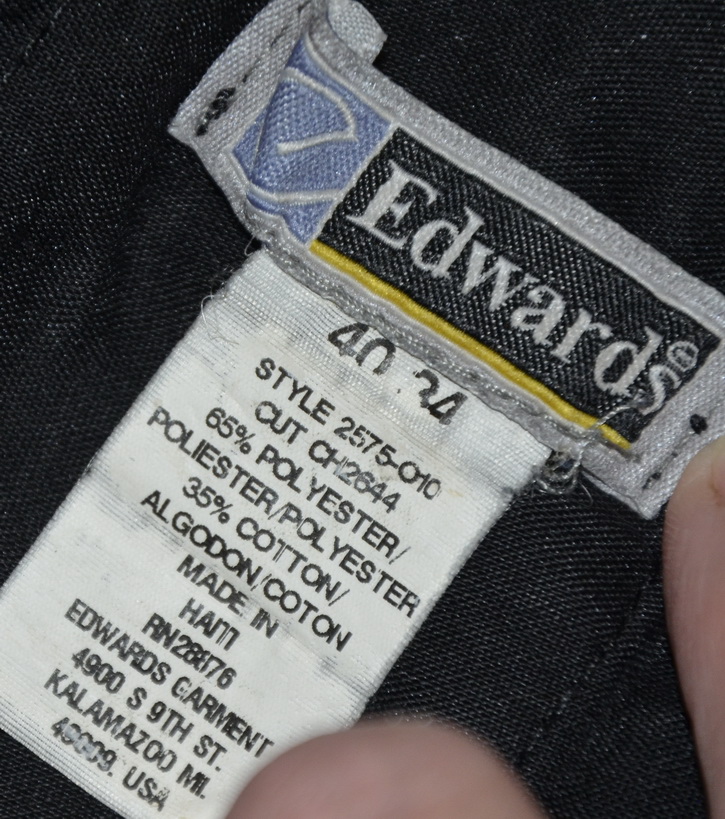 Edwards®
40 34
STYLE 2575-010
CUT CH2644
65% POLYESTER/
POLIESTER/POLYESTER
35% COTTON/
ALGODON/COTON
MADE IN
HAITI
RN28176
EDWARDS GARMENT
4900 S 9TH ST.
KALAMAZOO MI.
49009. USA